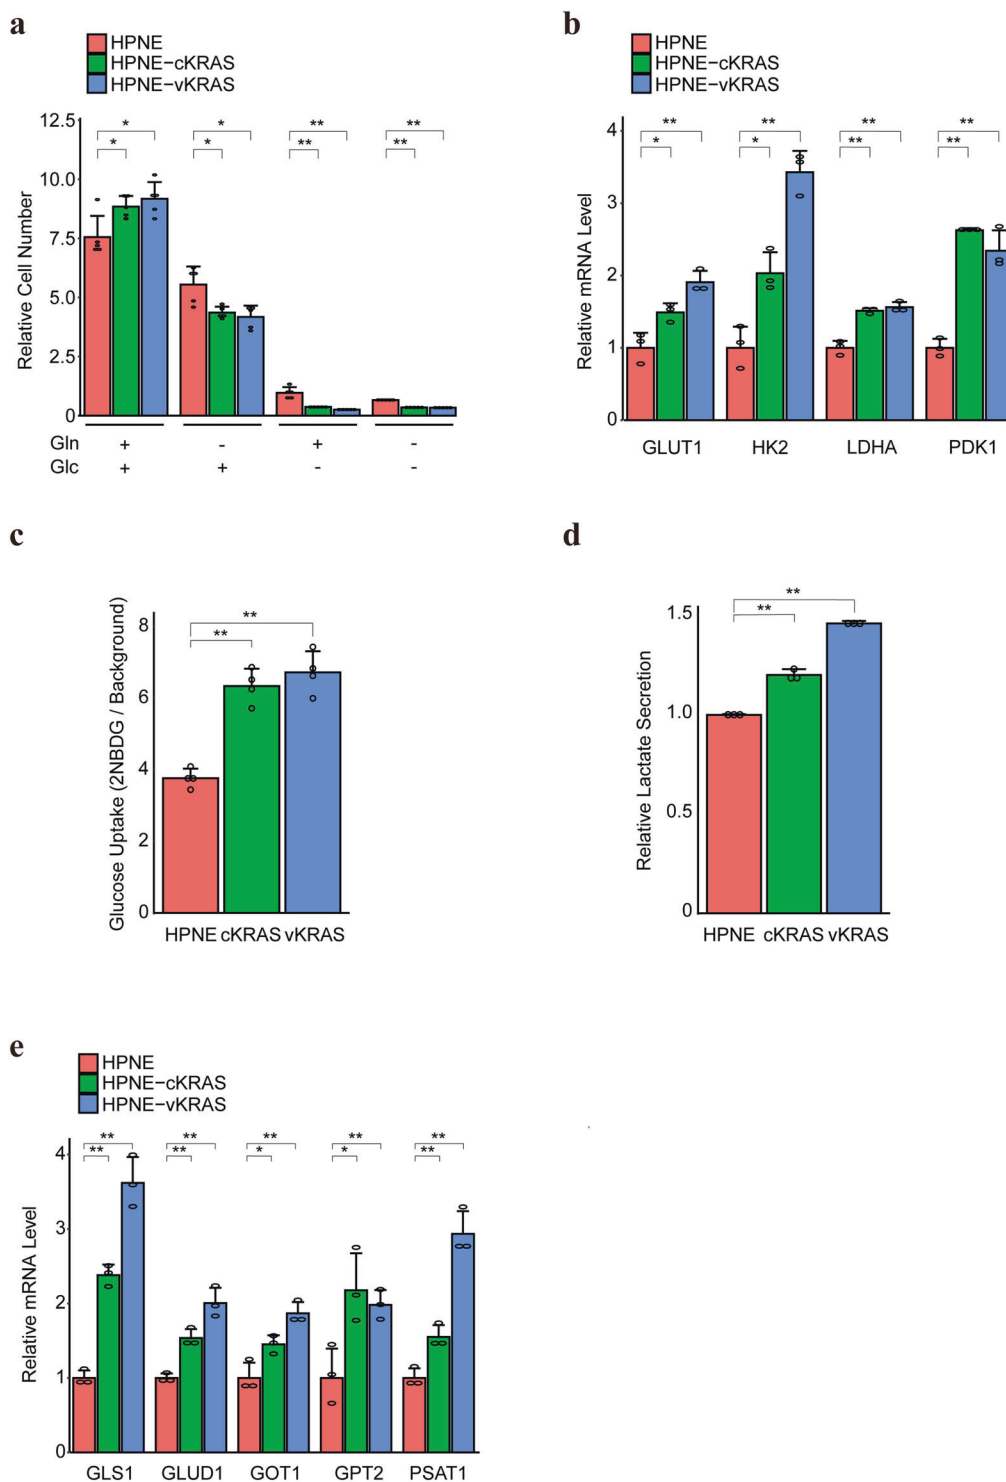 a
HPNE
HPNE-cKRAS
HPNE-vKRAS
Relative Cell Number
12.5
10.0
7.5
5.0
2.5
0
* * * * ** ** ** **
Gln + - + -
Glc + + - -
b
HPNE
HPNE-cKRAS
HPNE-vKRAS
Relative mRNA Level
4
3
2
1
0
** * ** * ** ** ** **
GLUT1 HK2 LDHA PDK1
c
Glucose Uptake (2NBDG / Background)
8
6
4
2
0
**
**
HPNE cKRAS vKRAS
d
Relative Lactate Secretion
1.5
1.0
0.5
0
**
**
HPNE cKRAS vKRAS
e
HPNE
HPNE-cKRAS
HPNE-vKRAS
Relative mRNA Level
4
3
2
1
0
** ** ** ** ** * ** * ** **
GLS1 GLUD1 GOT1 GPT2 PSAT1